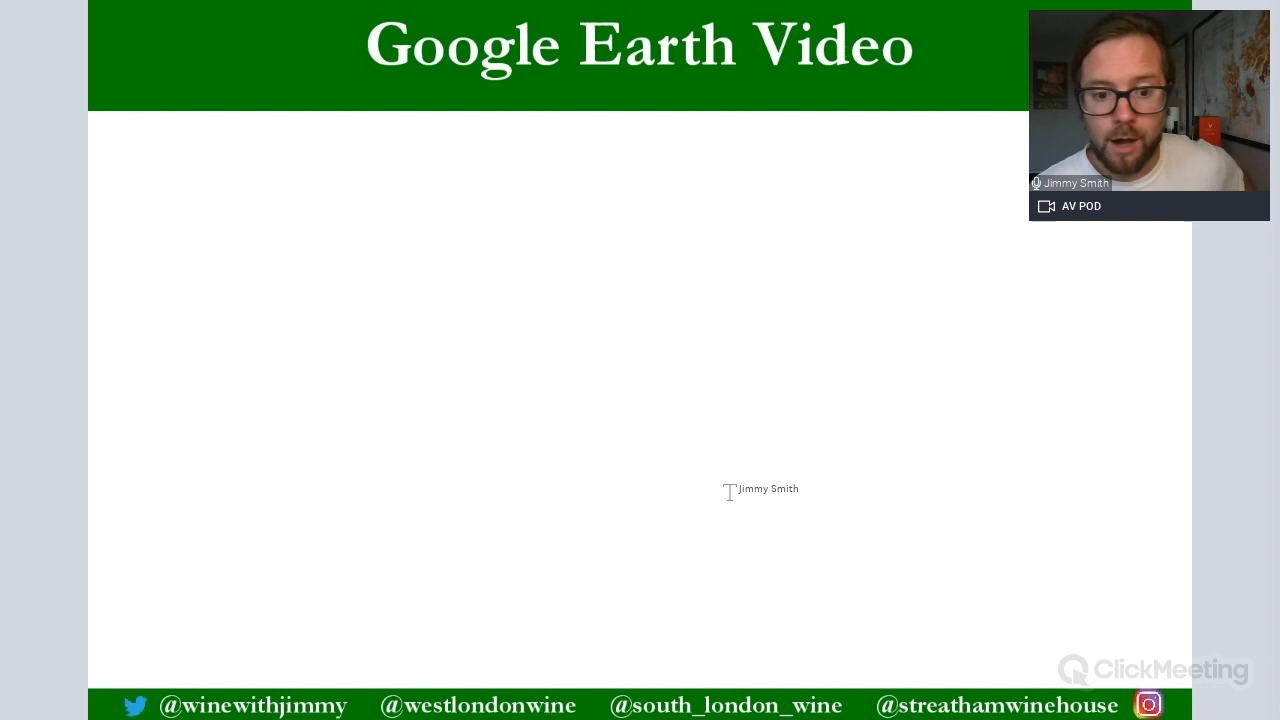 Google Earth Video
Jimmy Smith
AV POD
Jimmy Smith
ClickMeeting
@winewithjimmy @westlondonwine @south_london_wine @streathamwinehouse